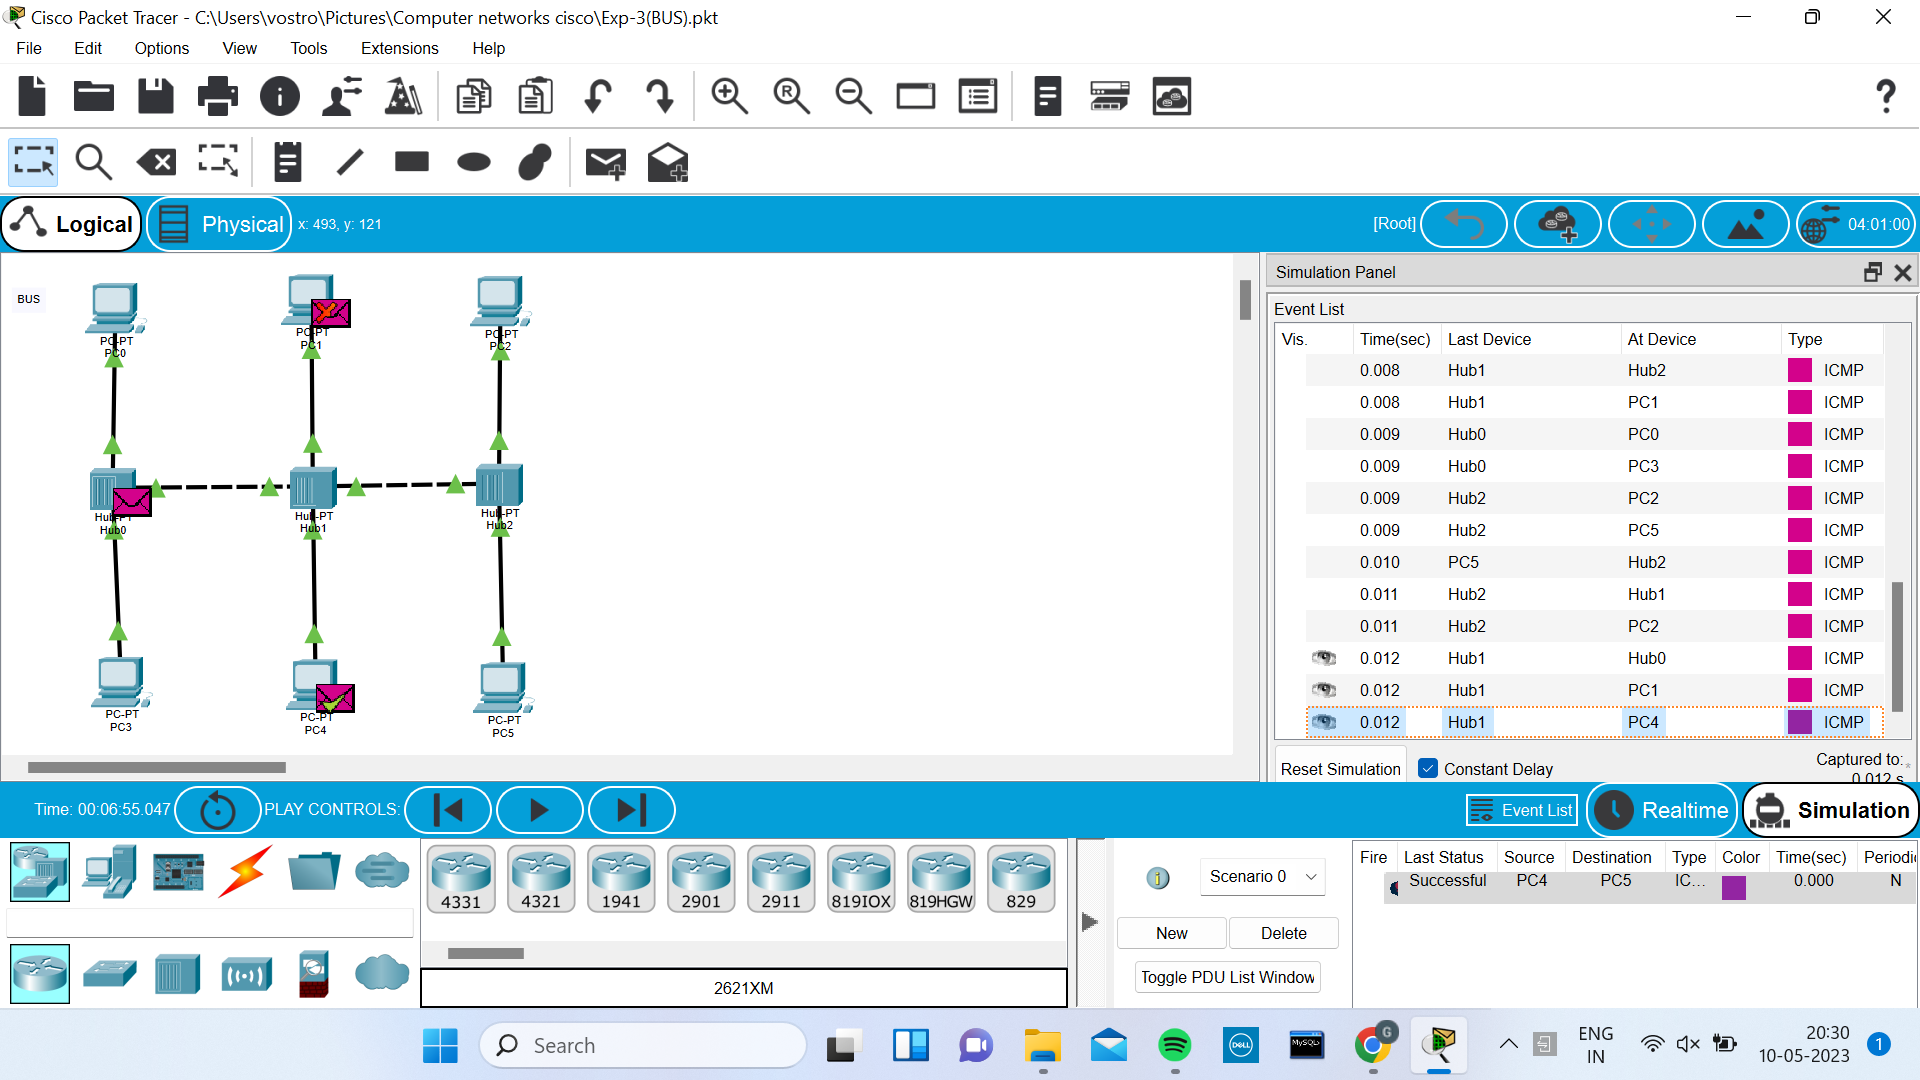 Cisco Packet Tracer - C:\Users\vostro\Pictures\Computer networks cisco\Exp-3(BUS).pkt
File Edit Options View Tools Extensions Help
Logical Physical x: 493, y: 121 [Root] 04:01:00
BUS
PC-PT
PC0
PC-PT
PC1
PC-PT
PC2
Hub-PT
Hub0
Hub-PT
Hub1
Hub-PT
Hub2
PC-PT
PC3
PC-PT
PC4
PC-PT
PC5
Simulation Panel
Event List
Vis. Time(sec) Last Device At Device Type
0.008 Hub1 Hub2 ICMP
0.008 Hub1 PC1 ICMP
0.009 Hub0 PC0 ICMP
0.009 Hub0 PC3 ICMP
0.009 Hub2 PC2 ICMP
0.009 Hub2 PC5 ICMP
0.010 PC5 Hub2 ICMP
0.011 Hub2 Hub1 ICMP
0.011 Hub2 PC2 ICMP
0.012 Hub1 Hub0 ICMP
0.012 Hub1 PC1 ICMP
0.012 Hub1 PC4 ICMP
Reset Simulation Constant Delay Captured to: *
0.012 s
Time: 00:06:55.047 PLAY CONTROLS: Event List Realtime Simulation
4331 4321 1941 2901 2911 819IOX 819HGW 829
2621XM
Scenario 0
New Delete
Toggle PDU List Window
Fire Last Status Source Destination Type Color Time(sec) Periodic
Successful PC4 PC5 IC... 0.000 N
Search
DELL
MySQL
G
ENG
IN
20:30
10-05-2023
1